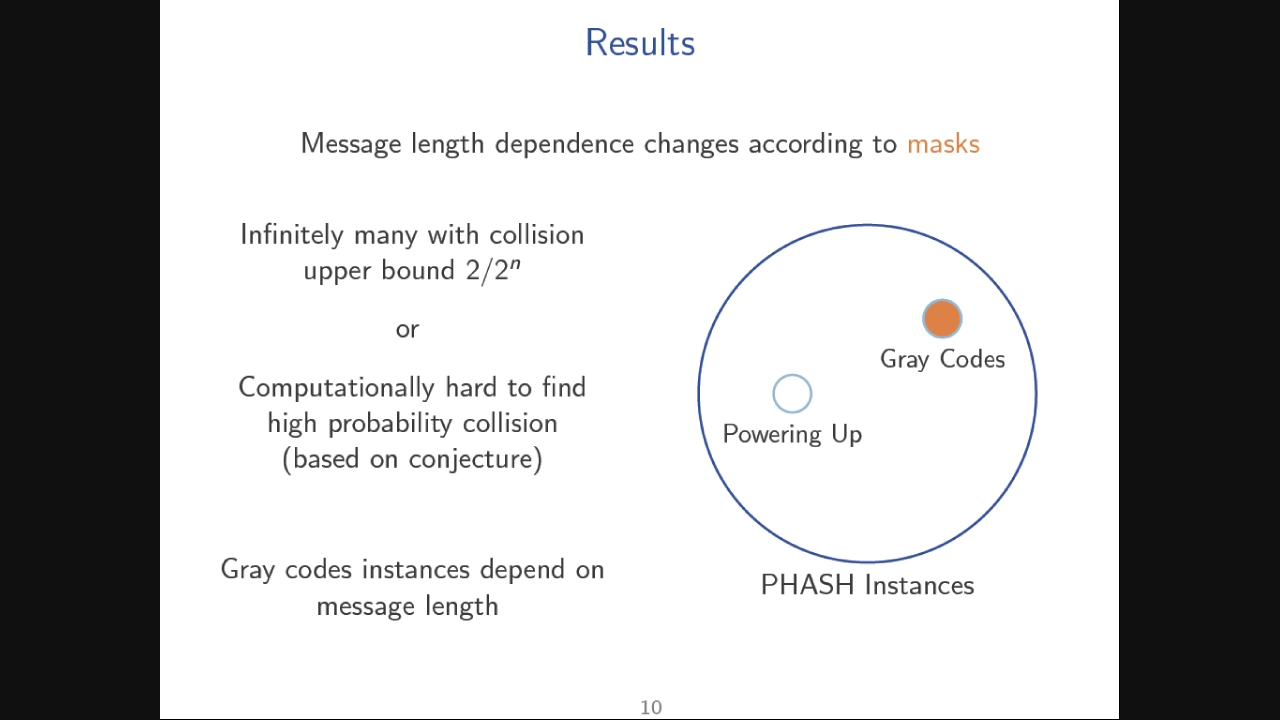 Results
Message length dependence changes according to masks
Infinitely many with collision
upper bound 2/2ⁿ
or
Computationally hard to find
high probability collision
(based on conjecture)
Gray codes instances depend on
message length
Gray Codes
Powering Up
PHASH Instances
10